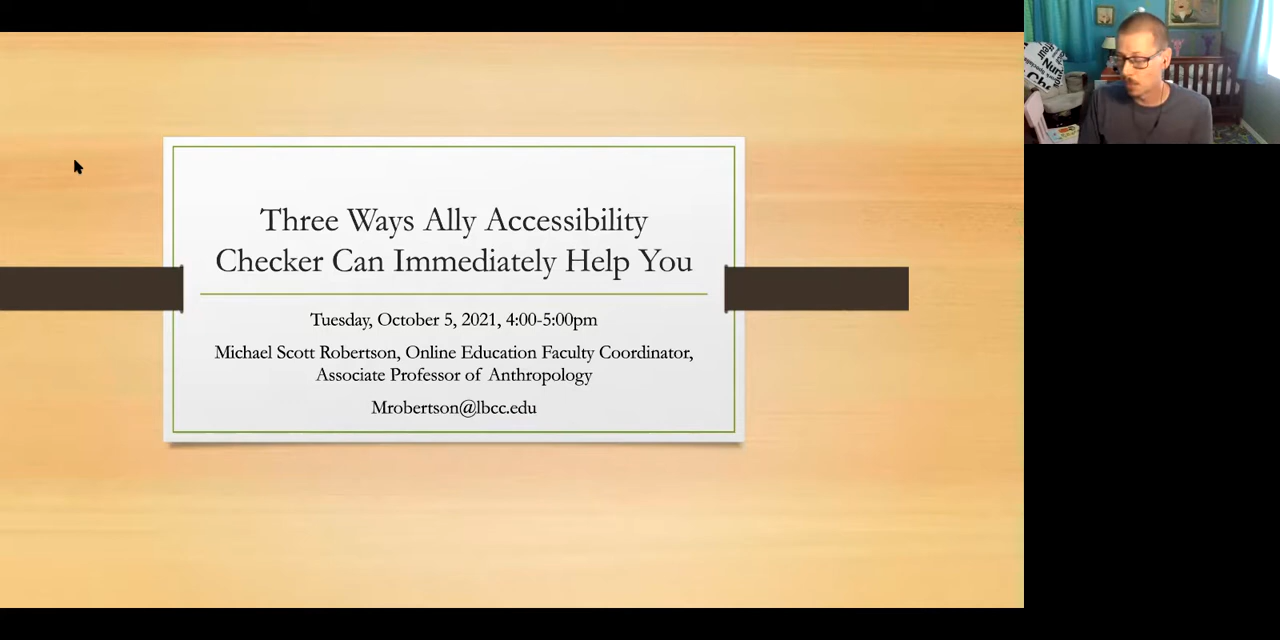 Three Ways Ally Accessibility
Checker Can Immediately Help You
Tuesday, October 5, 2021, 4:00-5:00pm
Michael Scott Robertson, Online Education Faculty Coordinator,
Associate Professor of Anthropology
Mrobertson@lbcc.edu